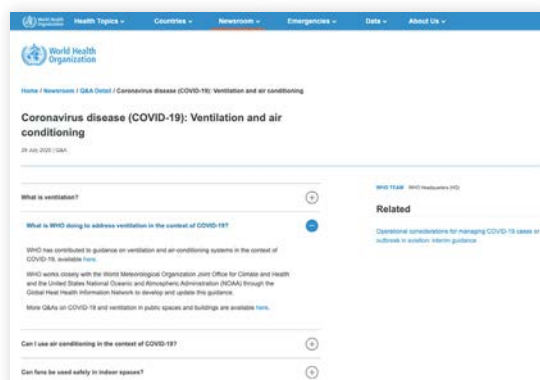 World Health Organization
Health Topics
Countries
Newsroom
Emergencies
Data
About Us
World Health
Organization
Home / Newsroom / Q&A Detail / Coronavirus disease (COVID-19): Ventilation and air conditioning
Coronavirus disease (COVID-19): Ventilation and air
conditioning
29 July 2020 | Q&A
What is ventilation?
What is WHO doing to address ventilation in the context of COVID-19?
WHO has contributed to guidance on ventilation and air-conditioning systems in the context of
COVID-19, available here.
WHO works closely with the World Meteorological Organization Joint Office for Climate and Health
and the United States National Oceanic and Atmospheric Administration (NOAA) through the
Global Heat Health Information Network to develop and update this guidance.
More Q&As on COVID-19 and ventilation in public spaces and buildings are available here.
Can I use air conditioning in the context of COVID-19?
Can fans be used safely in indoor spaces?
WHO TEAM WHO Headquarters (HQ)
Related
Operational considerations for managing COVID-19 cases or
outbreak in aviation: interim guidance